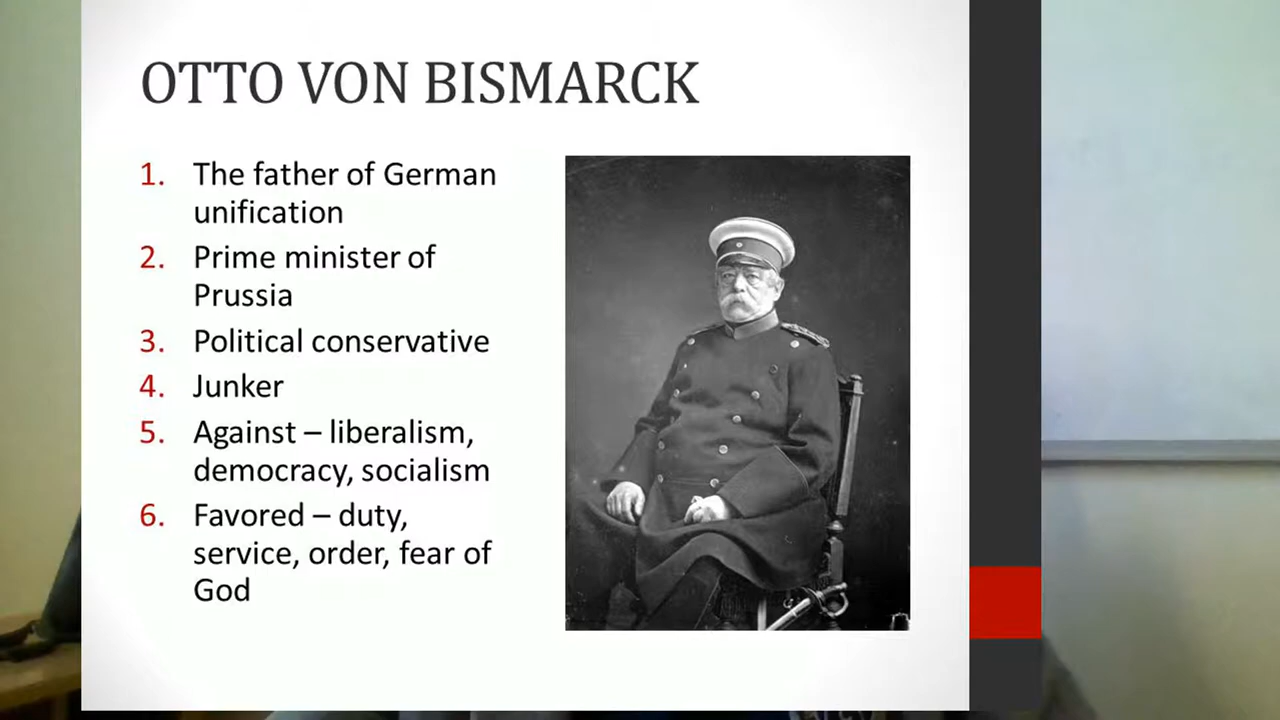 OTTO VON BISMARCK
1. The father of German
unification
2. Prime minister of
Prussia
3. Political conservative
4. Junker
5. Against – liberalism,
democracy, socialism
6. Favored – duty,
service, order, fear of
God